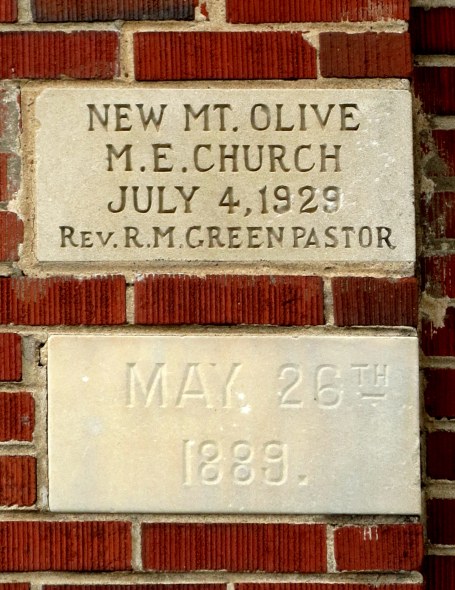 NEW MT. OLIVE
M.E. CHURCH
JULY 4, 1929
REV. R.M. GREEN PASTOR
MAY 26TH
1889.